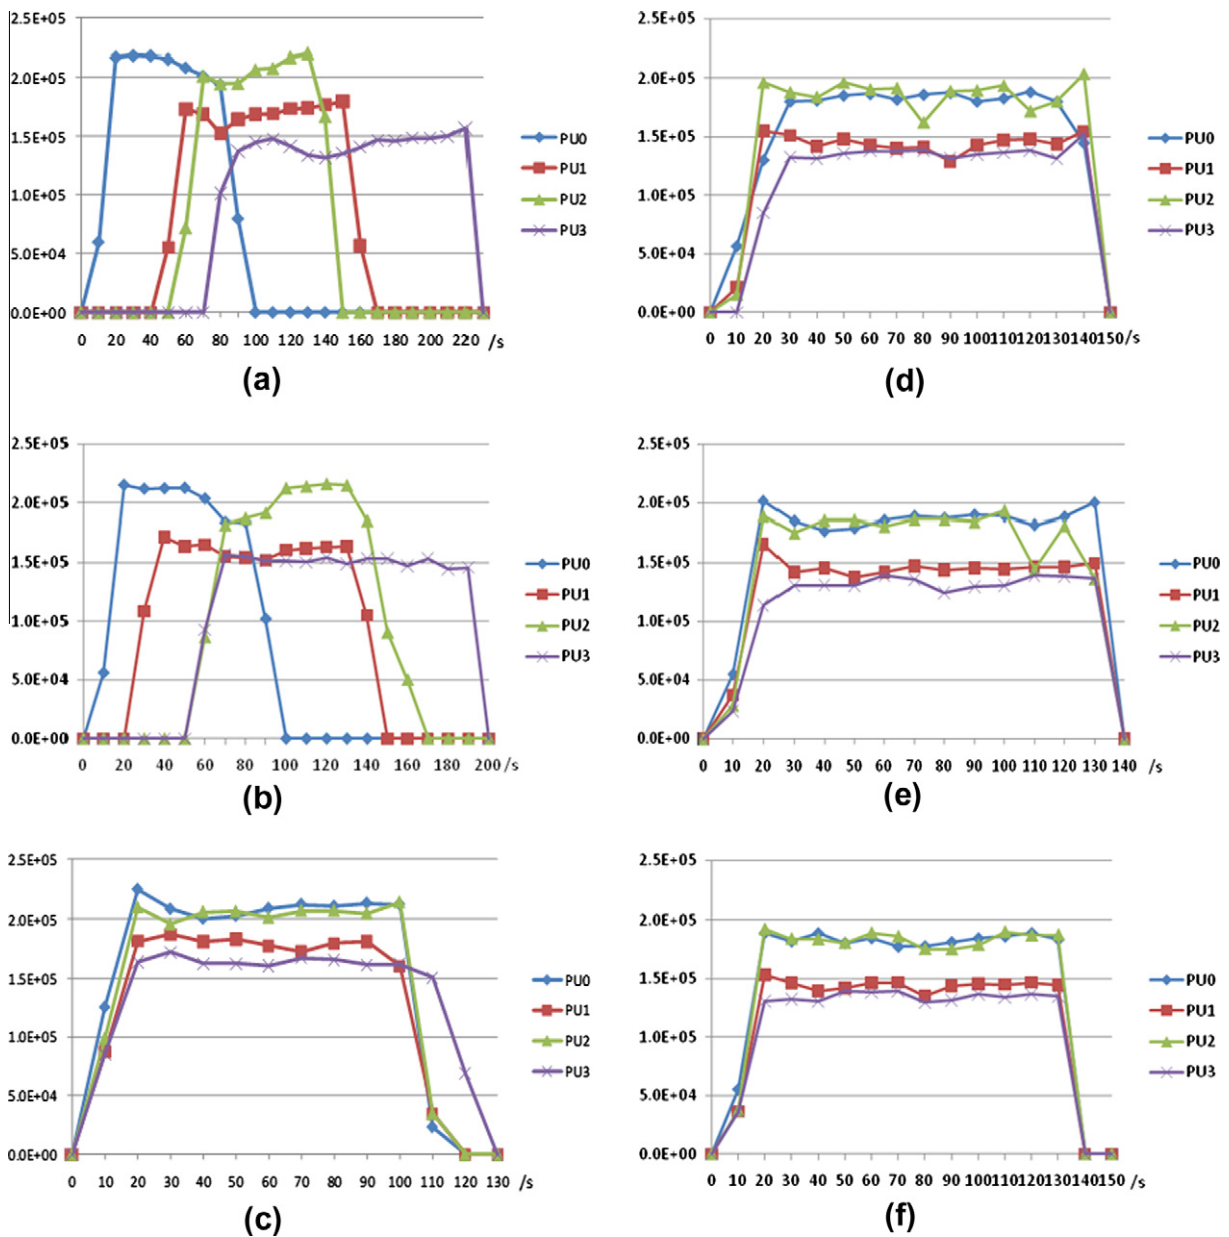 2.5E+05
2.0E+05
1.5E+05
1.0E+05
5.0E+04
0.0E+00
0 20 40 60 80 100 120 140 160 180 200 220 /s
PU0
PU1
PU2
PU3
(a)
2.5E+05
2.0E+05
1.5E+05
1.0E+05
5.0E+04
0.0E+00
0 10 20 30 40 50 60 70 80 90 100 110 120 130 140 150/s
PU0
PU1
PU2
PU3
(d)
2.5E+05
2.0E+05
1.5E+05
1.0E+05
5.0E+04
0.0E+00
0 20 40 60 80 100 120 140 160 180 200 /s
PU0
PU1
PU2
PU3
(b)
2.5E+05
2.0E+05
1.5E+05
1.0E+05
5.0E+04
0.0E+00
0 10 20 30 40 50 60 70 80 90 100 110 120 130 140 /s
PU0
PU1
PU2
PU3
(e)
2.5E+05
2.0E+05
1.5E+05
1.0E+05
5.0E+04
0.0E+00
0 10 20 30 40 50 60 70 80 90 100 110 120 130 /s
PU0
PU1
PU2
PU3
(c)
2.5E+05
2.0E+05
1.5E+05
1.0E+05
5.0E+04
0.0E+00
0 10 20 30 40 50 60 70 80 90 100 110 120 130 140 150 /s
PU0
PU1
PU2
PU3
(f)